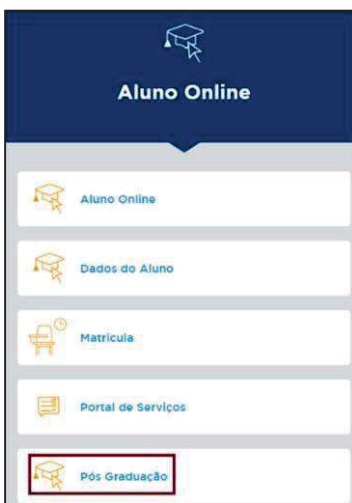 Aluno Online
Aluno Online
Dados do Aluno
Matrícula
Portal de Serviços
Pós Graduação